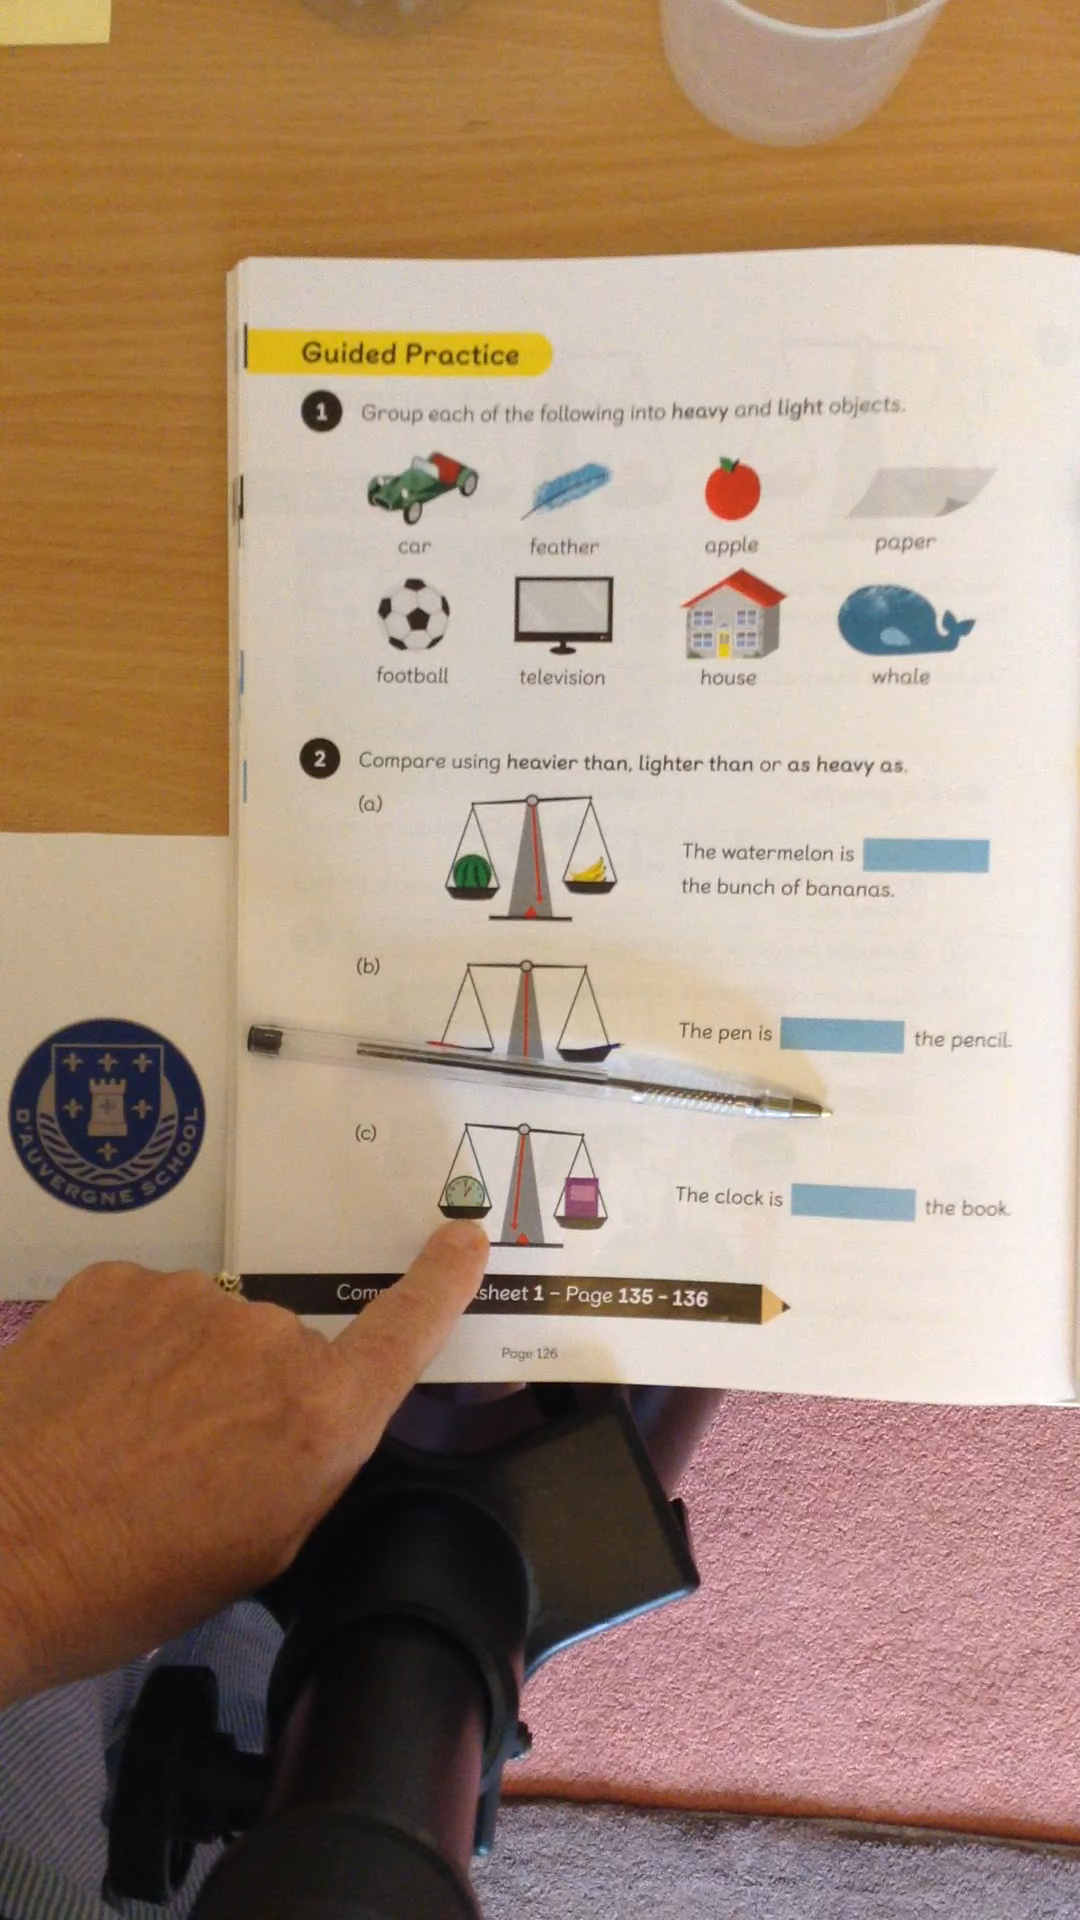 Guided Practice
1 Group each of the following into heavy and light objects.
car feather apple paper
football television house whale
2 Compare using heavier than, lighter than or as heavy as.
(a)
The watermelon is
the bunch of bananas.
(b)
The pen is the pencil.
(c)
The clock is the book.
1 – Page 135 – 136
Page 126
D'AUVERGNE SCHOOL